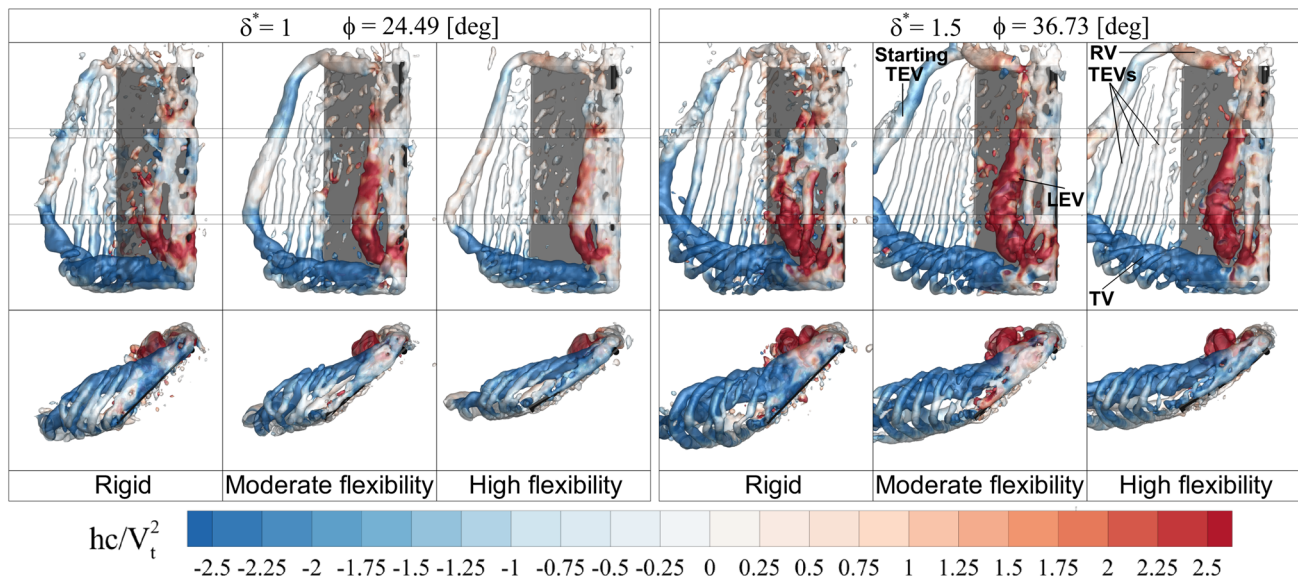 δ* = 1 ϕ = 24.49 [deg]
δ* = 1.5 ϕ = 36.73 [deg]
Starting
TEV
RV
TEVs
LEV
TV
Rigid
Moderate flexibility
High flexibility
Rigid
Moderate flexibility
High flexibility
hc/V_t^2
-2.5 -2.25 -2 -1.75 -1.5 -1.25 -1 -0.75 -0.5 -0.25 0 0.25 0.5 0.75 1 1.25 1.5 1.75 2 2.25 2.5